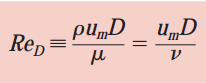 Re_D ≡ ρu_mD/μ = u_mD/ν